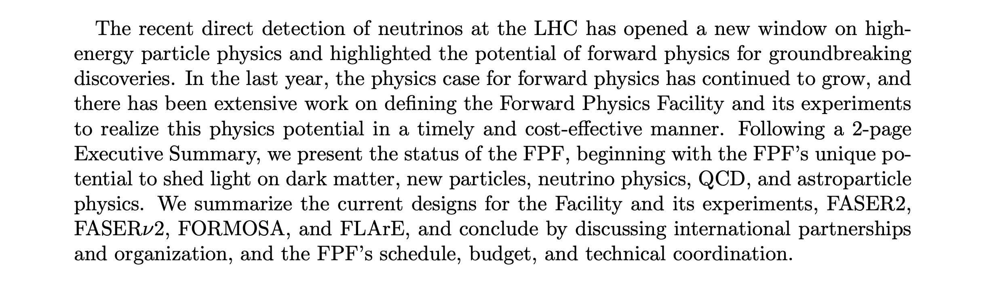 The recent direct detection of neutrinos at the LHC has opened a new window on high-
energy particle physics and highlighted the potential of forward physics for groundbreaking
discoveries. In the last year, the physics case for forward physics has continued to grow, and
there has been extensive work on defining the Forward Physics Facility and its experiments
to realize this physics potential in a timely and cost-effective manner. Following a 2-page
Executive Summary, we present the status of the FPF, beginning with the FPF’s unique po-
tential to shed light on dark matter, new particles, neutrino physics, QCD, and astroparticle
physics. We summarize the current designs for the Facility and its experiments, FASER2,
FASERν2, FORMOSA, and FLArE, and conclude by discussing international partnerships
and organization, and the FPF’s schedule, budget, and technical coordination.